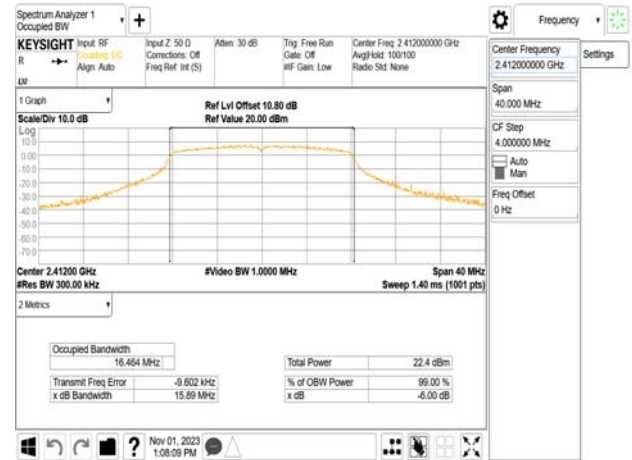 Spectrum Analyzer 1
Occupied BW
Frequency
KEYSIGHT
R
Input: RF
Coupling: DC
Align: Auto
Input Z: 50 Ω
Corrections: Off
Freq Ref: Int (S)
Atten: 30 dB
Trig: Free Run
Gate: Off
#IF Gain: Low
Center Freq: 2.412000000 GHz
Avg|Hold: 100/100
Radio Std: None
Center Frequency
2.412000000 GHz
Settings
Span
40.000 MHz
CF Step
4.000000 MHz
Auto
Man
Freq Offset
0 Hz
1 Graph
Scale/Div 10.0 dB
Ref Lvl Offset 10.80 dB
Ref Value 20.00 dBm
Log
10.0
0.00
-10.0
-20.0
-30.0
-40.0
-50.0
-60.0
-70.0
Center 2.41200 GHz
#Video BW 1.0000 MHz
Span 40 MHz
#Res BW 300.00 kHz
Sweep 1.40 ms (1001 pts)
2 Metrics
Occupied Bandwidth
16.464 MHz
Total Power 22.4 dBm
Transmit Freq Error -9.602 kHz
% of OBW Power 99.00 %
x dB Bandwidth 15.89 MHz
x dB -6.00 dB
?
Nov 01, 2023
1:08:09 PM